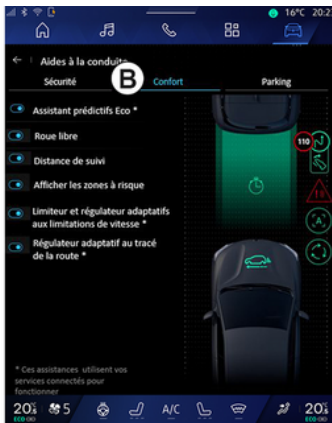 16°C 20:2
← Aides à la conduite
Sécurité
B
Confort
Parking
Assistant prédictifs Eco *
Roue libre
Distance de suivi
Afficher les zones à risque
Limiteur et régulateur adaptatifs
aux limitations de vitesse *
Régulateur adaptatif au tracé
de la route *
110
A
* Ces assistances utilisent vos
services connectés pour
fonctionner
20
5
A/C
20